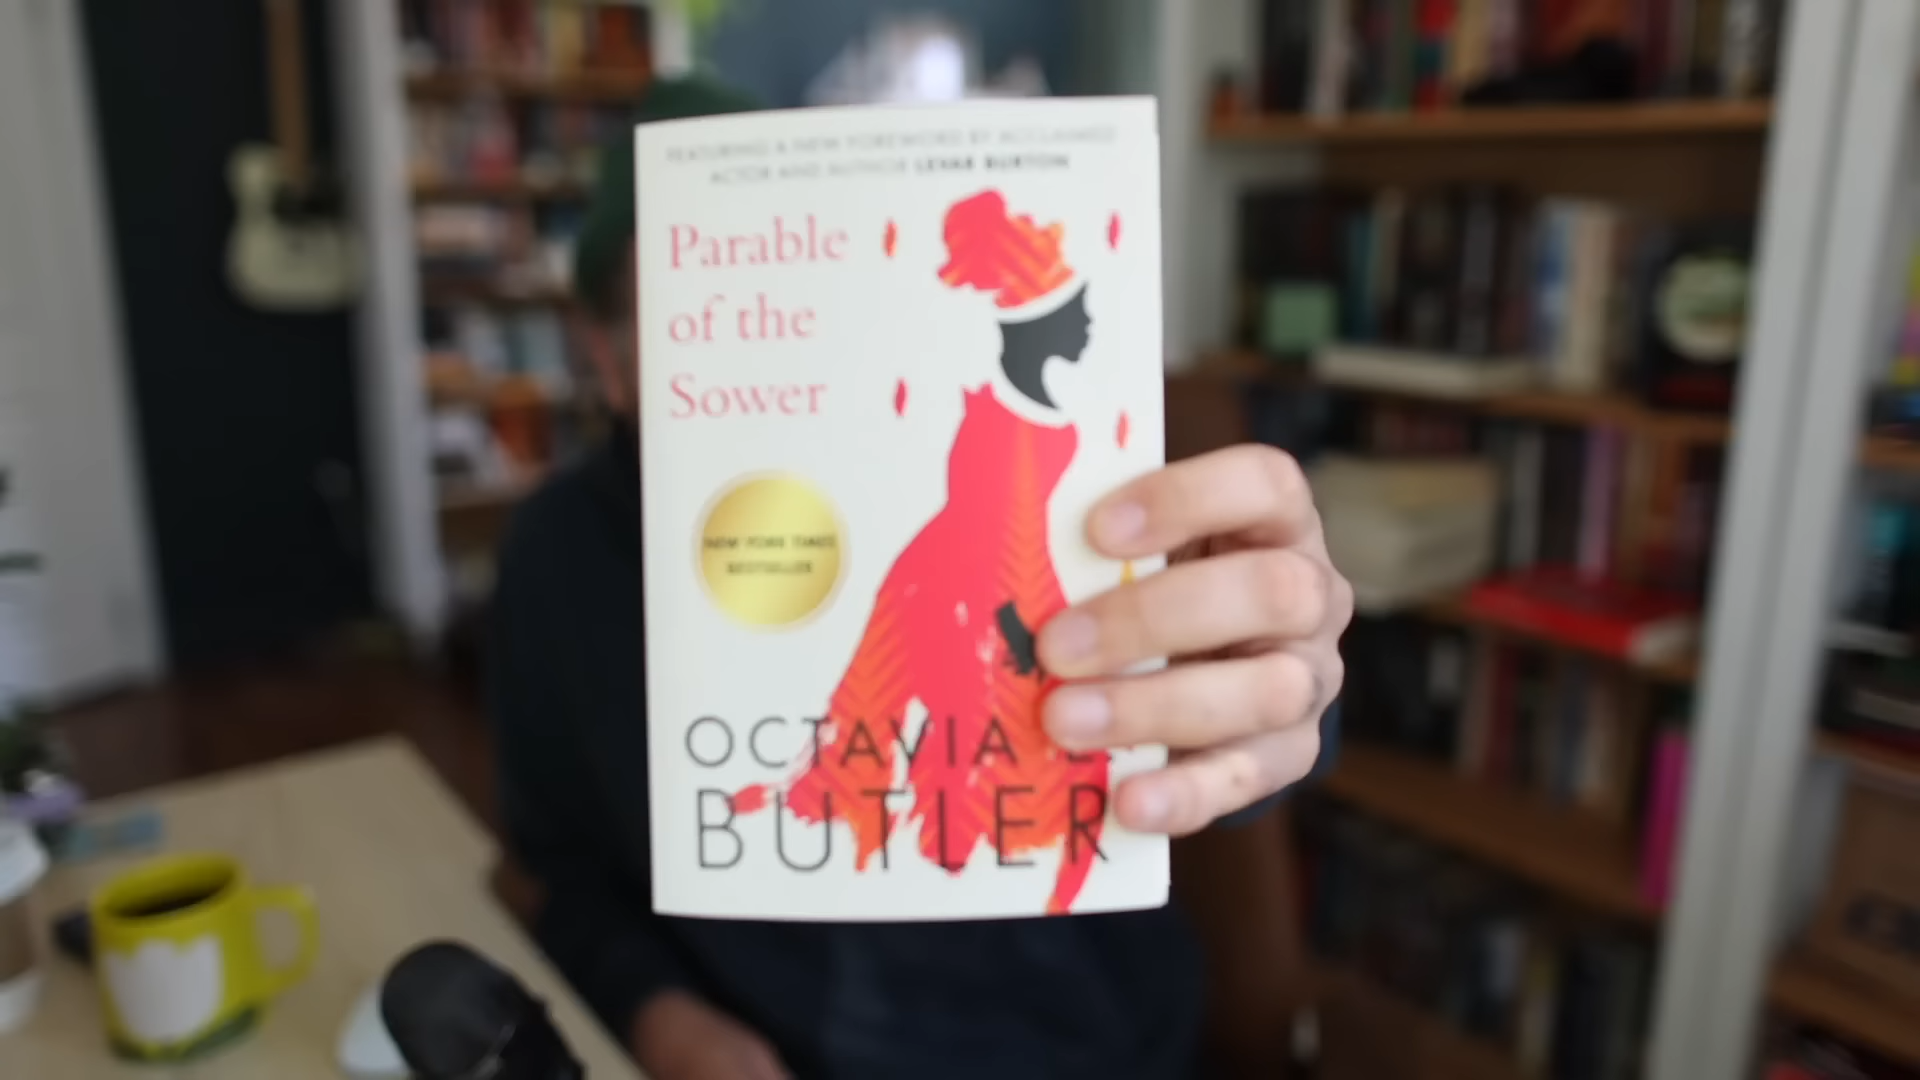 FEATURING A NEW FOREWORD BY ACCLAIMED
ACTOR AND AUTHOR LEVAR BURTON
Parable
of the
Sower
NEW YORK TIMES
BESTSELLER
OCTAVIA E.
BUTLER